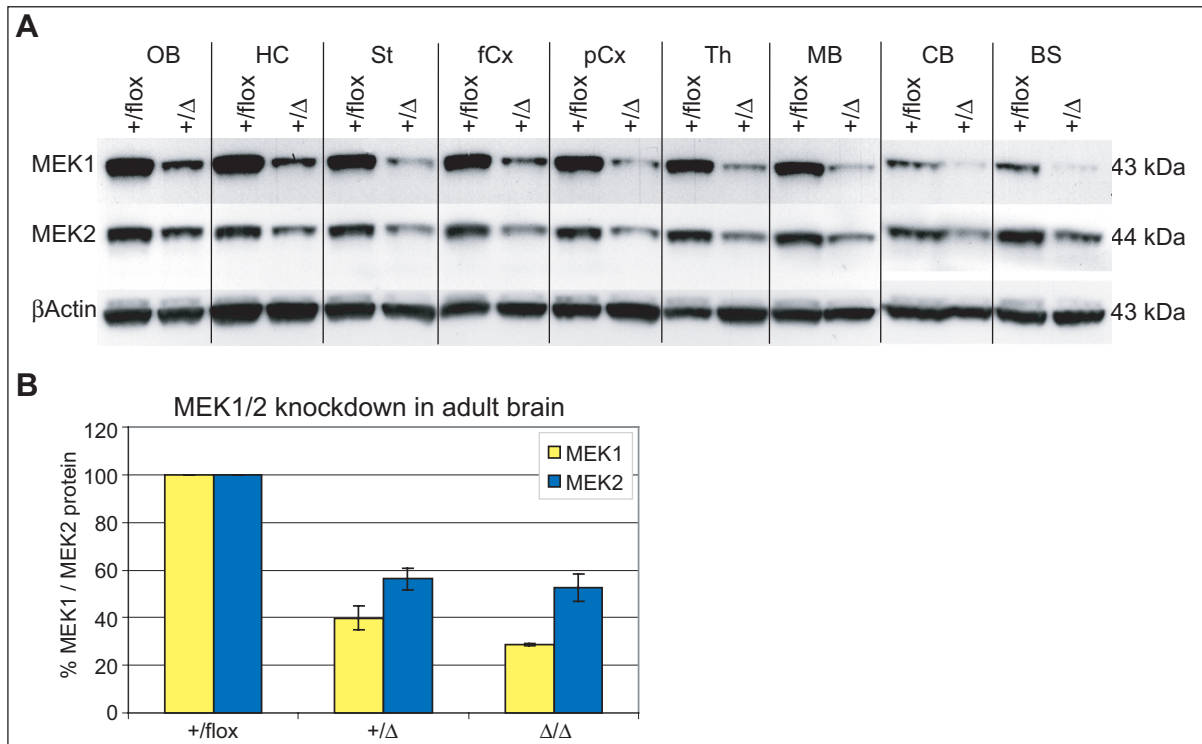 A
OB HC St fCx pCx Th MB CB BS
+/flox +/Δ +/flox +/Δ +/flox +/Δ +/flox +/Δ +/flox +/Δ +/flox +/Δ +/flox +/Δ +/flox +/Δ +/flox +/Δ
MEK1 43 kDa
MEK2 44 kDa
βActin 43 kDa
B
MEK1/2 knockdown in adult brain
% MEK1 / MEK2 protein
120
100
80
60
40
20
0
MEK1
MEK2
+/flox +/Δ Δ/Δ